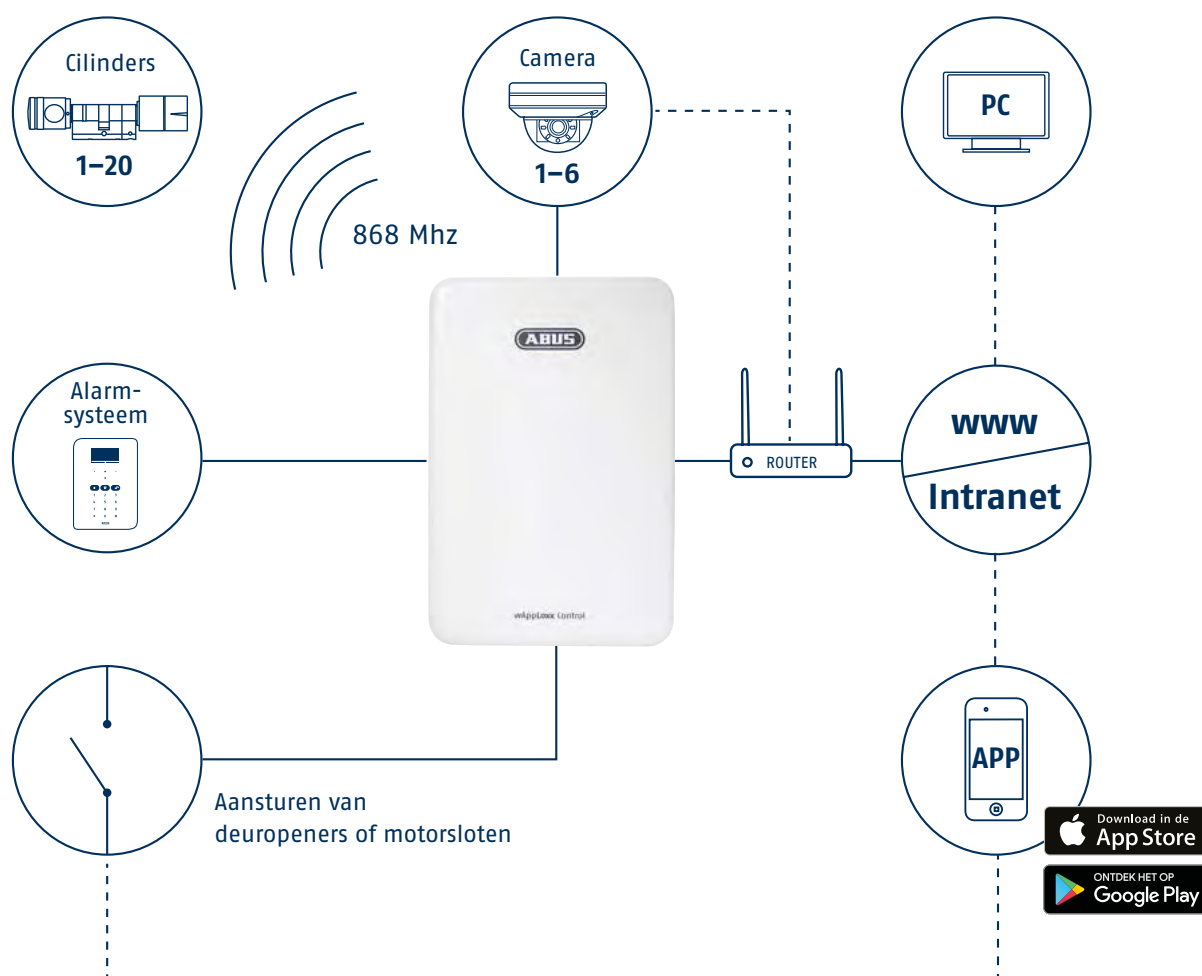 Cilinders
1–20
Camera
1–6
PC
868 Mhz
ABUS
Alarm-
systeem
ROUTER
www
Intranet
wAppLoxx Control
APP
Aansturen van
deuropeners of motorsloten
Download in de
App Store
ONTDEK HET OP
Google Play